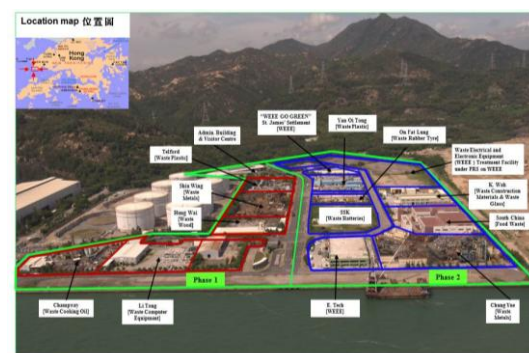 Location map 位置圖
Hong
Kong
"WEEE GO GREEN"
St. James' Settlement
[WEEE]
Yan Oi Tong
[Waste Plastic]
On Fat Lung
[Waste Rubber Tyre]
Admin. Building
& Visitor Centre
Telford
[Waste Plastic]
Waste Electrical and
Electronic Equipment
(WEEE) Treatment Facility
under PRS on WEEE
Shiu Wing
[Waste
Metals]
K. Wah
[Waste Construction
Materials & Waste
Glass]
Hung Wai
[Waste
Wood]
SSK
[Waste Batteries]
South China
[Food Waste]
Phase 1
Phase 2
Champway
[Waste Cooking Oil]
Li Tong
[Waste Computer
Equipment]
E. Tech
[WEEE]
Chung Yue
[Waste
Metals]